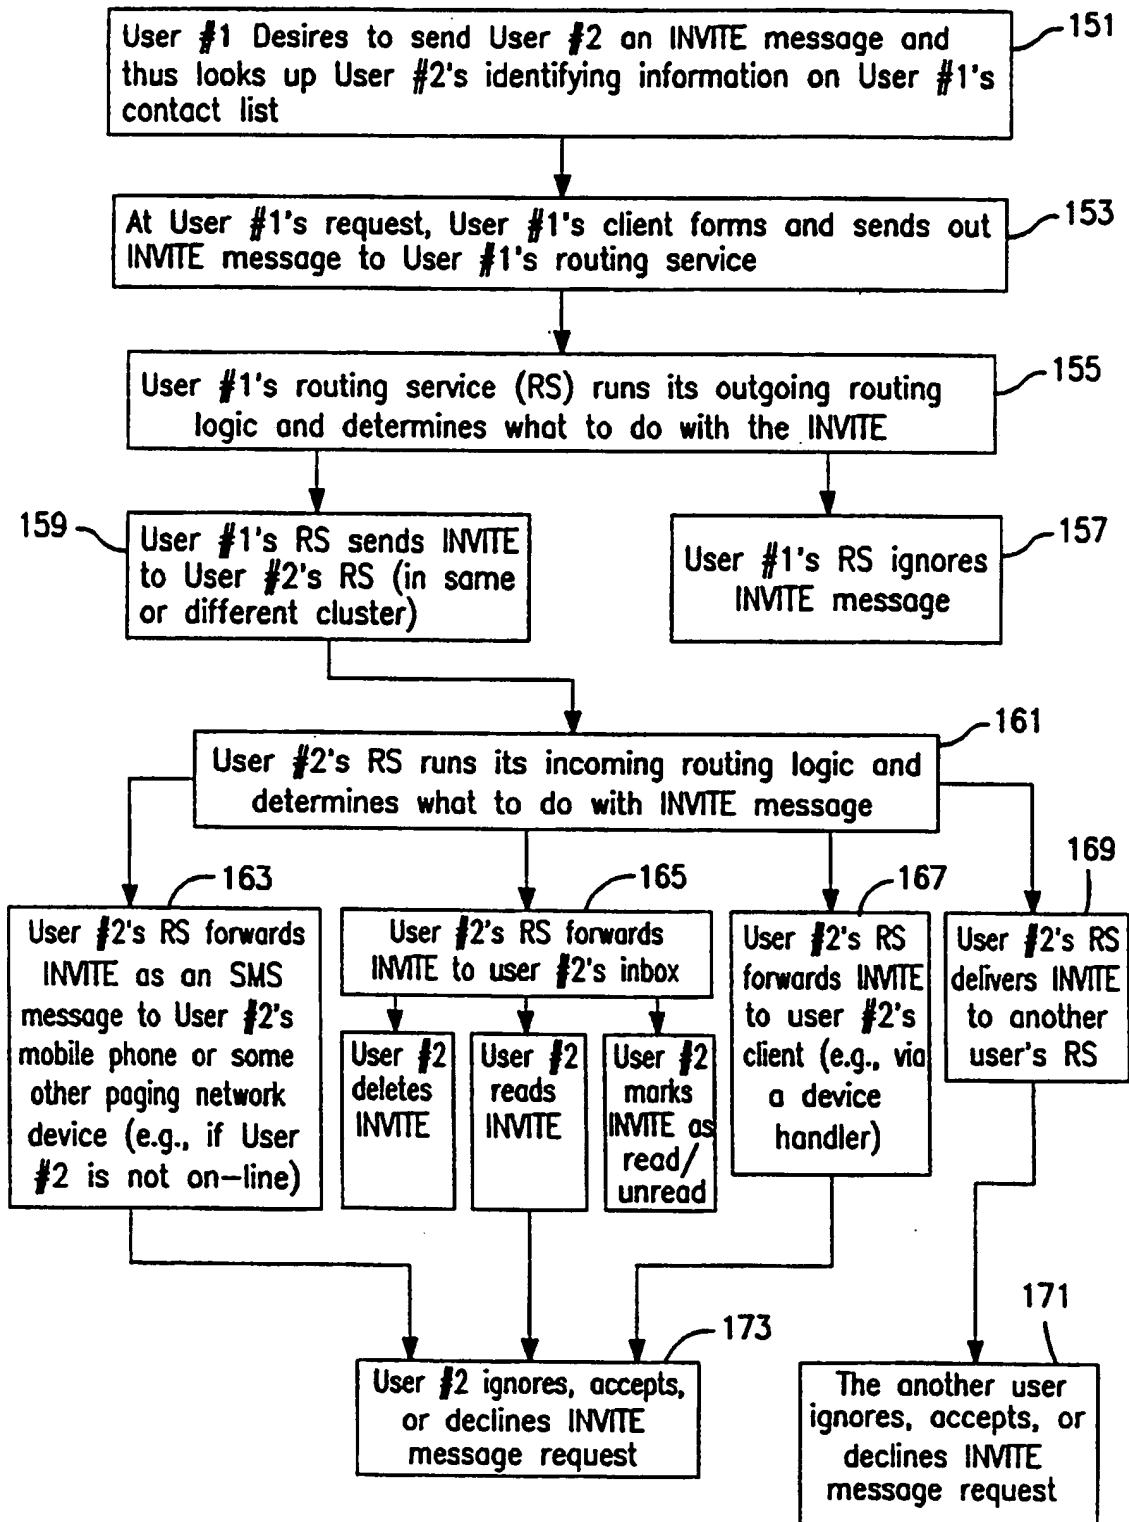 User #1 Desires to send User #2 an INVITE message and
thus looks up User #2's identifying information on User #1's
contact list
151
At User #1's request, User #1's client forms and sends out
INVITE message to User #1's routing service
153
User #1's routing service (RS) runs its outgoing routing
logic and determines what to do with the INVITE
155
159
User #1's RS sends INVITE
to User #2's RS (in same
or different cluster)
User #1's RS ignores
INVITE message
157
User #2's RS runs its incoming routing logic and
determines what to do with INVITE message
161
163
User #2's RS forwards
INVITE as an SMS
message to User #2's
mobile phone or some
other paging network
device (e.g., if User
#2 is not on-line)
165
User #2's RS forwards
INVITE to user #2's inbox
User #2
deletes
INVITE
User #2
reads
INVITE
User #2
marks
INVITE as
read/
unread
167
User #2's RS
forwards INVITE
to user #2's
client (e.g., via
a device
handler)
169
User #2's RS
delivers INVITE
to another
user's RS
173
User #2 ignores, accepts,
or declines INVITE
message request
171
The another user
ignores, accepts, or
declines INVITE
message request